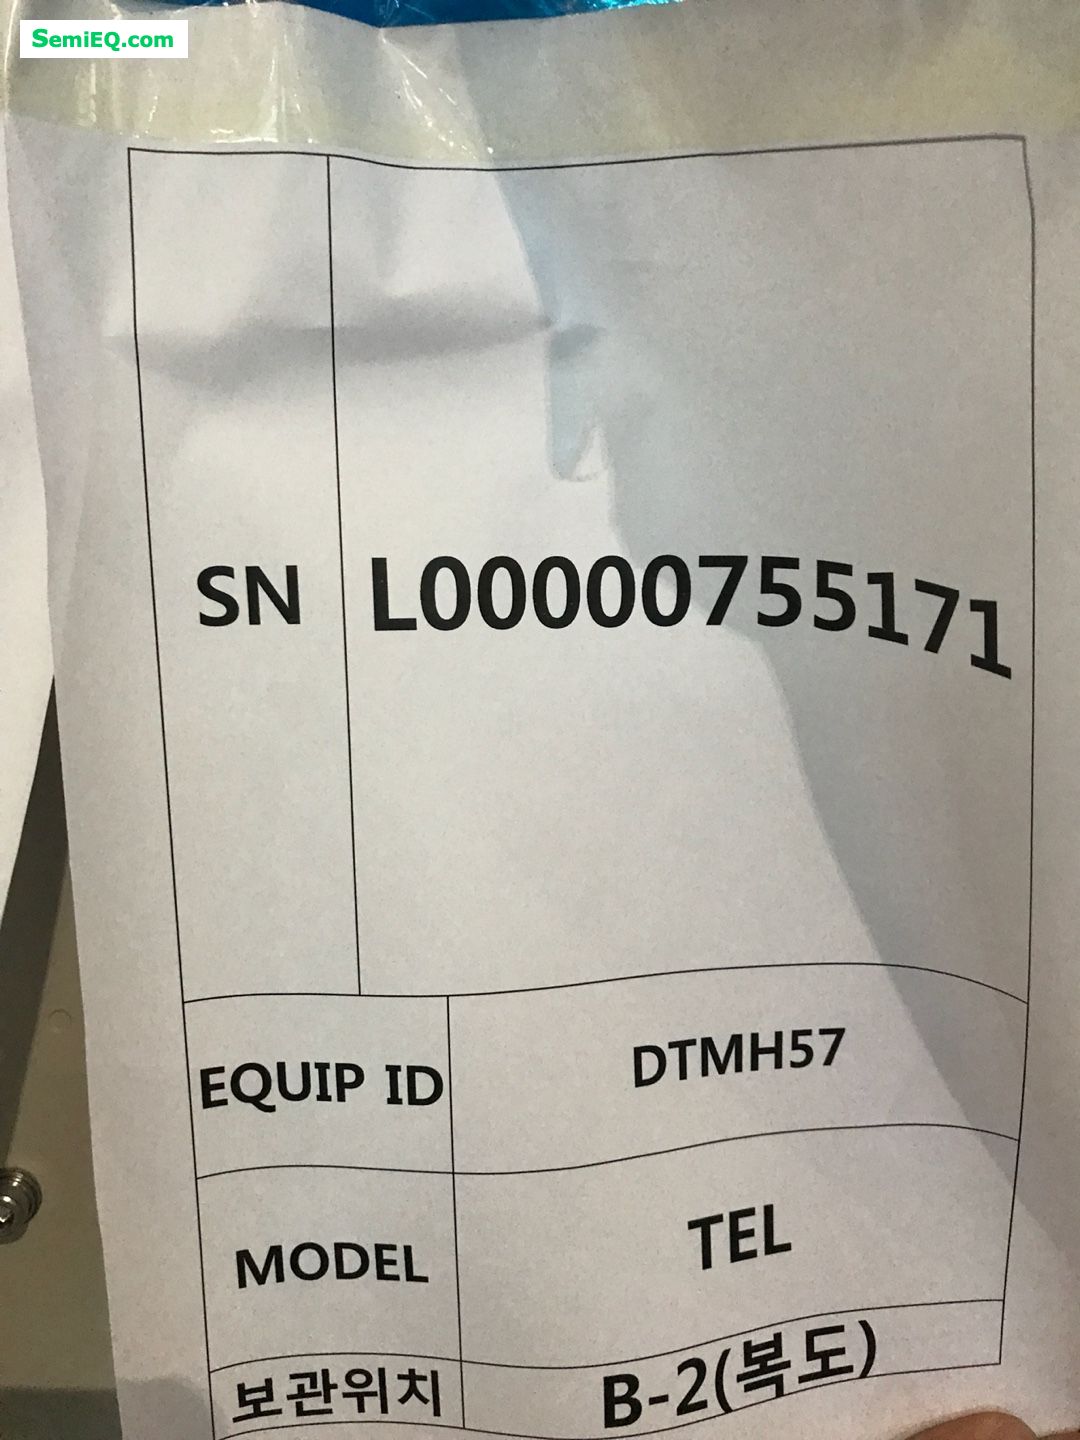 SemiEQ.com
SN L00000755171
EQUIP ID DTMH57
MODEL TEL
보관위치 B-2(복도)